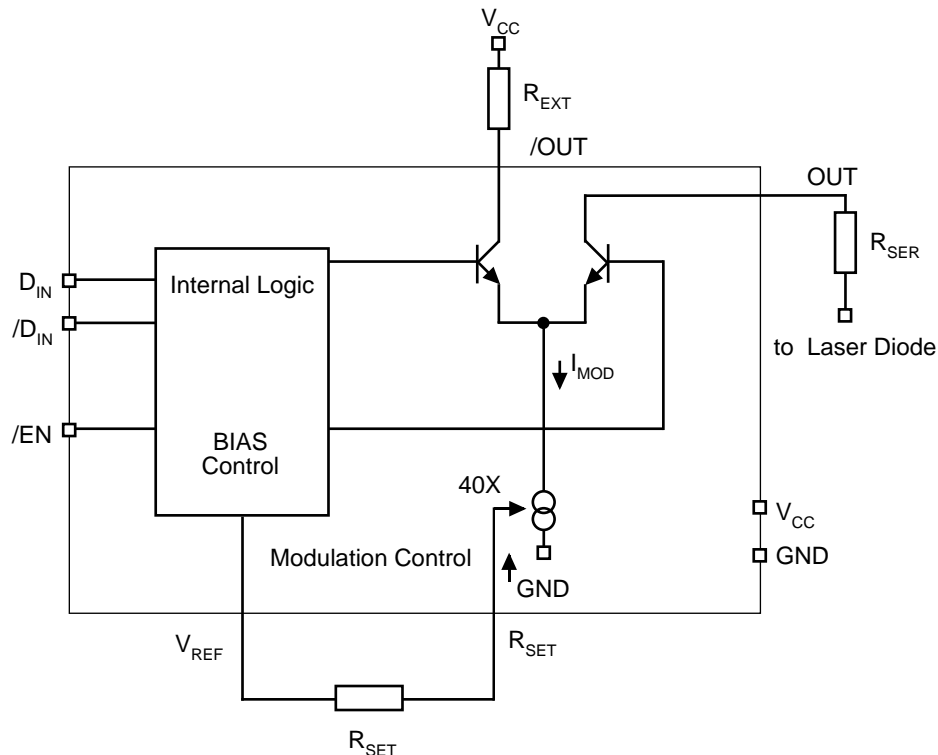 VCC
REXT
/OUT
OUT
RSER
to Laser Diode
DIN
/DIN
/EN
Internal Logic
BIAS
Control
IMOD
40X
Modulation Control
GND
VCC
GND
VREF
RSET
RSET